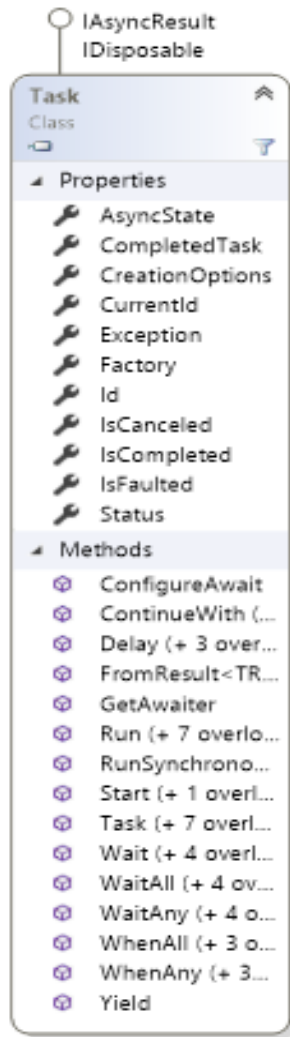 IAsyncResult
IDisposable
Task
Class
Properties
AsyncState
CompletedTask
CreationOptions
CurrentId
Exception
Factory
Id
IsCanceled
IsCompleted
IsFaulted
Status
Methods
ConfigureAwait
ContinueWith (...
Delay (+ 3 over...
FromResult<TR...
GetAwaiter
Run (+ 7 overlo...
RunSynchrono...
Start (+ 1 overl...
Task (+ 7 overl...
Wait (+ 4 overl...
WaitAll (+ 4 ov...
WaitAny (+ 4 o...
WhenAll (+ 3 o...
WhenAny (+ 3...
Yield